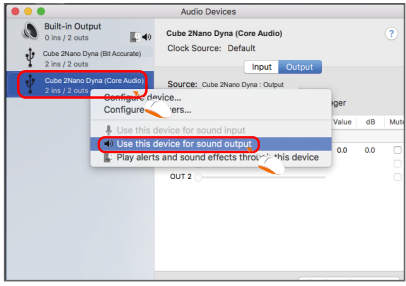 Audio Devices
Built-in Output
0 ins / 2 outs
Cube 2Nano Dyna (Bit Accurate)
2 ins / 2 outs
Cube 2Nano Dyna (Core Audio)
2 ins / 2 outs
Cube 2Nano Dyna (Core Audio)
?
Clock Source: Default
Input Output
Source: Cube 2Nano Dyna : Output
Configure device...
Configure
Use this device for sound input
Use this device for sound output
Play alerts and sound effects through this device
Value dB Mute
0.0 0.0
OUT 2